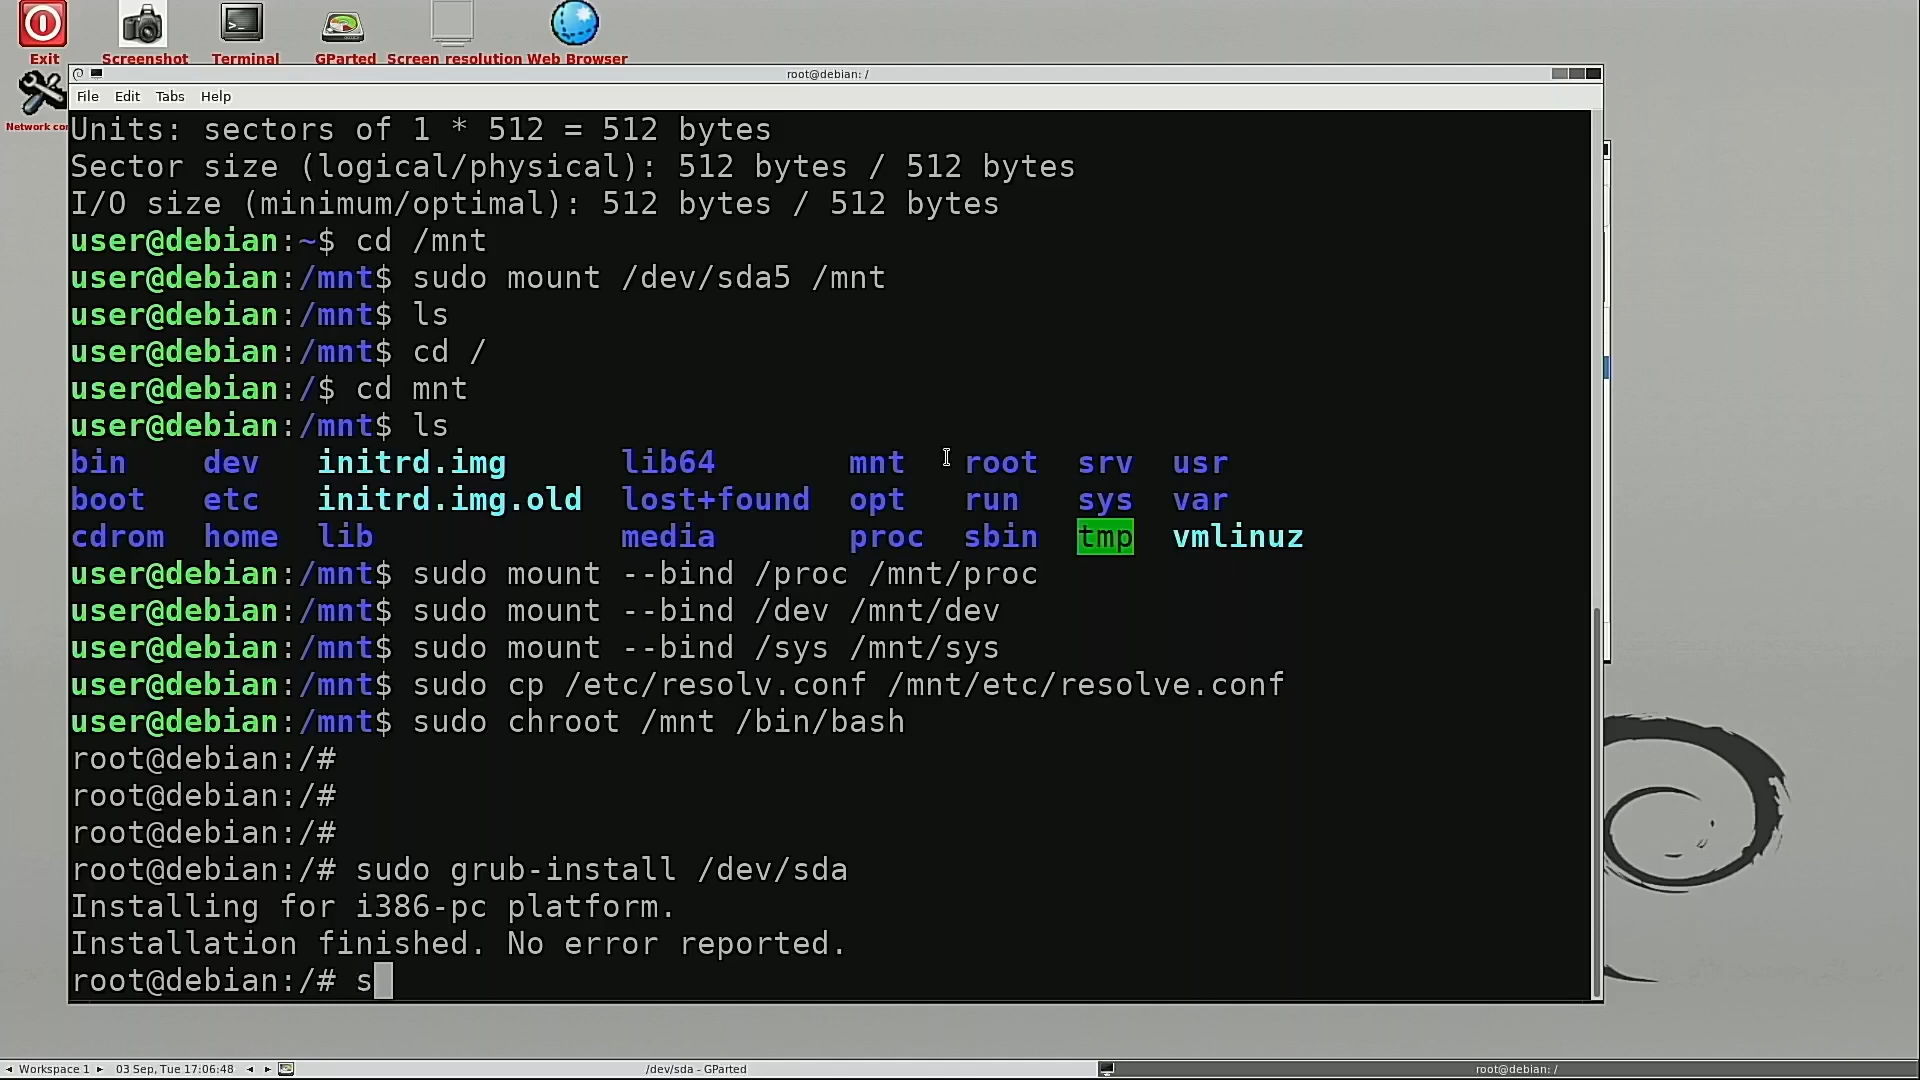 Exit
Screenshot
Terminal
GParted
Screen resolution
Web Browser
Network con
root@debian: /
File Edit Tabs Help
Units: sectors of 1 * 512 = 512 bytes
Sector size (logical/physical): 512 bytes / 512 bytes
I/O size (minimum/optimal): 512 bytes / 512 bytes
user@debian:~$ cd /mnt
user@debian:/mnt$ sudo mount /dev/sda5 /mnt
user@debian:/mnt$ ls
user@debian:/mnt$ cd /
user@debian:/$ cd mnt
user@debian:/mnt$ ls
bin dev initrd.img lib64 mnt root srv usr
boot etc initrd.img.old lost+found opt run sys var
cdrom home lib media proc sbin tmp vmlinuz
user@debian:/mnt$ sudo mount --bind /proc /mnt/proc
user@debian:/mnt$ sudo mount --bind /dev /mnt/dev
user@debian:/mnt$ sudo mount --bind /sys /mnt/sys
user@debian:/mnt$ sudo cp /etc/resolv.conf /mnt/etc/resolve.conf
user@debian:/mnt$ sudo chroot /mnt /bin/bash
root@debian:/#
root@debian:/#
root@debian:/#
root@debian:/# sudo grub-install /dev/sda
Installing for i386-pc platform.
Installation finished. No error reported.
root@debian:/# s
Workspace 1 03 Sep, Tue 17:06:48 /dev/sda - GParted root@debian: /